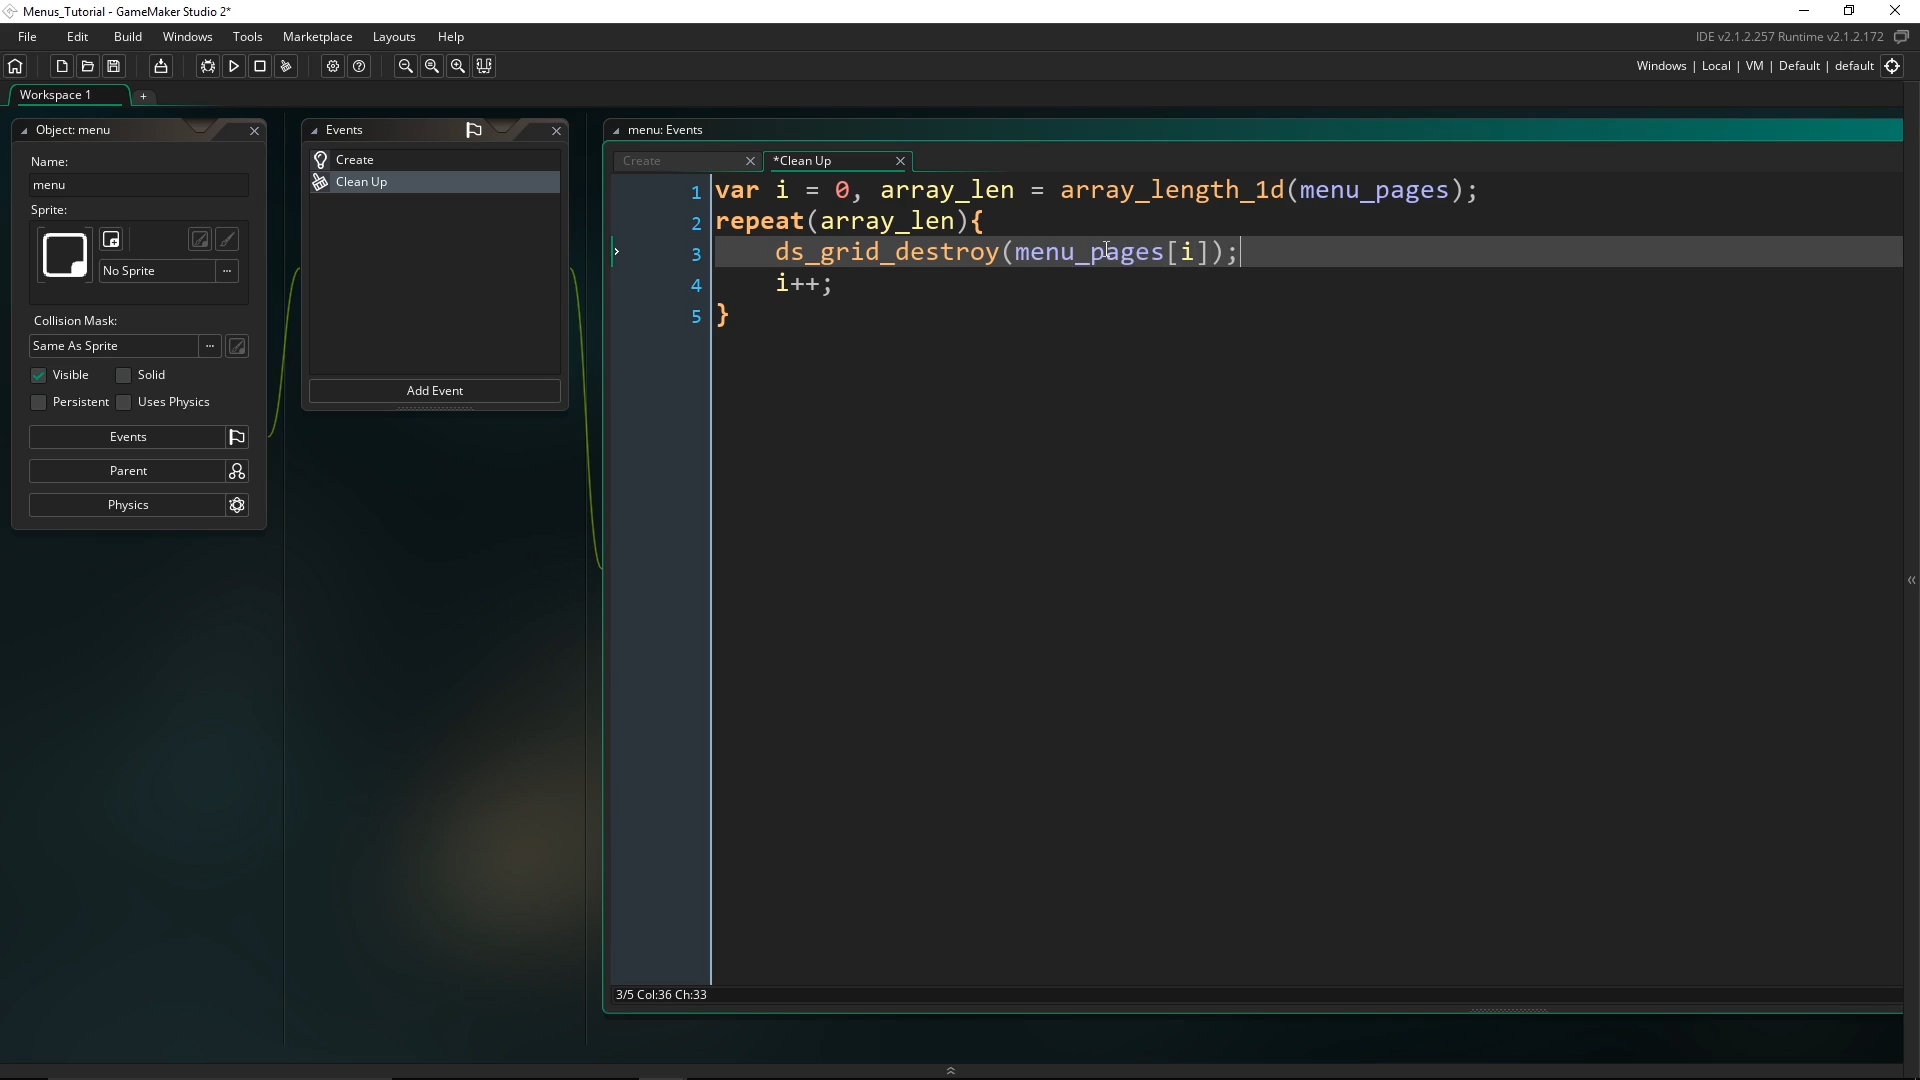 Menus_Tutorial - GameMaker Studio 2*
File Edit Build Windows Tools Marketplace Layouts Help
IDE v2.1.2.257 Runtime v2.1.2.172
Windows | Local | VM | Default | default
Workspace 1 +
Object: menu
Name:
menu
Sprite:
No Sprite ...
Collision Mask:
Same As Sprite ...
Visible Solid
Persistent Uses Physics
Events
Parent
Physics
Events
Create
Clean Up
Add Event
menu: Events
Create *Clean Up
1 var i = 0, array_len = array_length_1d(menu_pages);
2 repeat(array_len){
3 ds_grid_destroy(menu_pages[i]);
4 i++;
5 }
3/5 Col:36 Ch:33